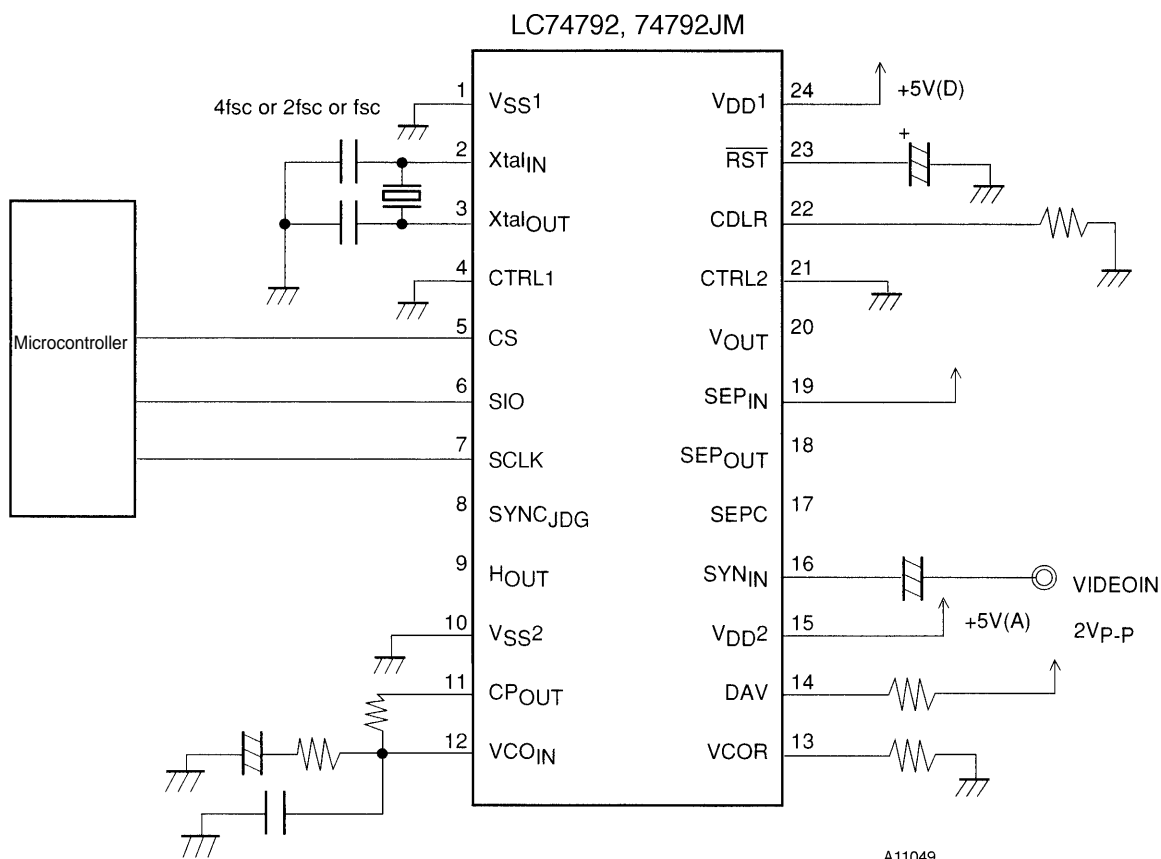 LC74792, 74792JM
4fsc or 2fsc or fsc
1 VSS1
2 XtalIN
3 XtalOUT
4 CTRL1
5 CS
6 SIO
7 SCLK
8 SYNCJDG
9 HOUT
10 VSS2
11 CPOUT
12 VCOIN
Microcontroller
VDD1 24 +5V(D)
RST 23 +
CDLR 22
CTRL2 21
VOUT 20
SEPIN 19
SEPOUT 18
SEPC 17
SYNIN 16 VIDEOIN
VDD2 15 +5V(A) 2VP-P
DAV 14
VCOR 13
A11049